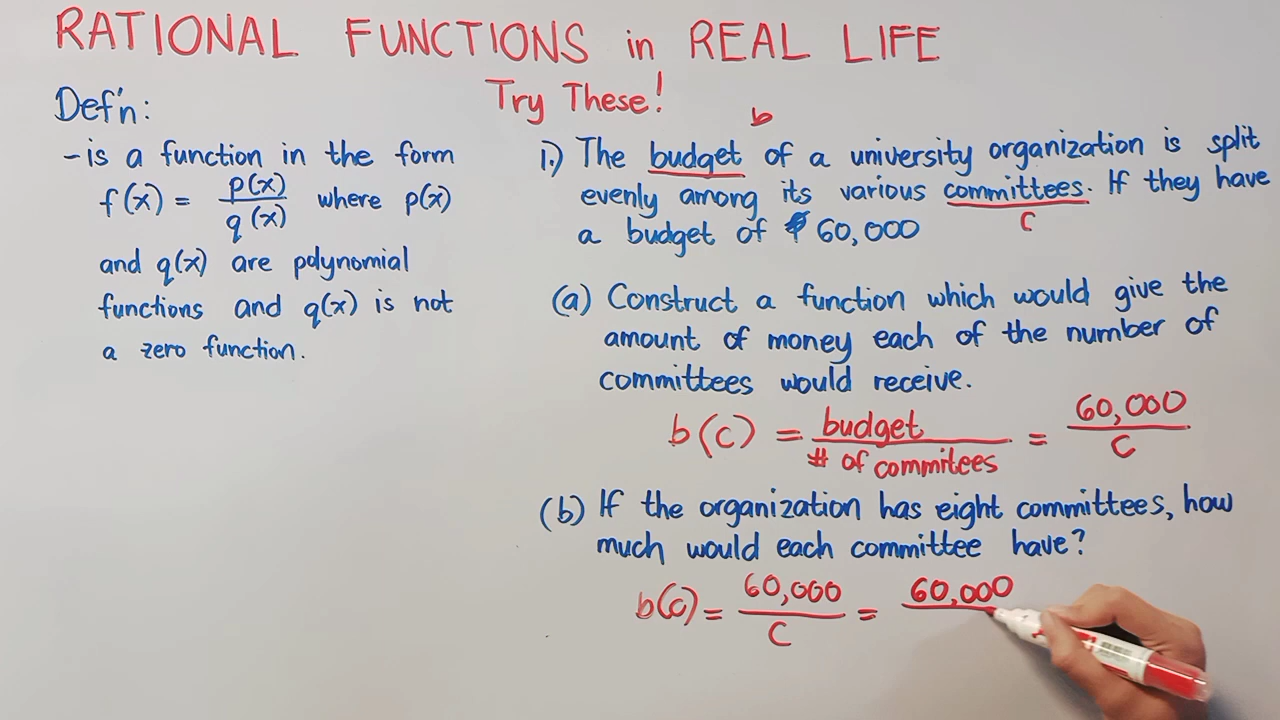 RATIONAL FUNCTIONS in REAL LIFE
Def'n:
- is a function in the form
f(x) = p(x)/q(x) where p(x)
and q(x) are polynomial
functions and q(x) is not
a zero function.
Try These!
b
1.) The budget of a university organization is split
evenly among its various committees. If they have
c
a budget of ₱ 60,000
(a) Construct a function which would give the
amount of money each of the number of
committees would receive.
b(c) = budget/# of commitees = 60,000/c
(b) If the organization has eight committees, how
much would each committee have?
b(c) = 60,000/c = 60,000